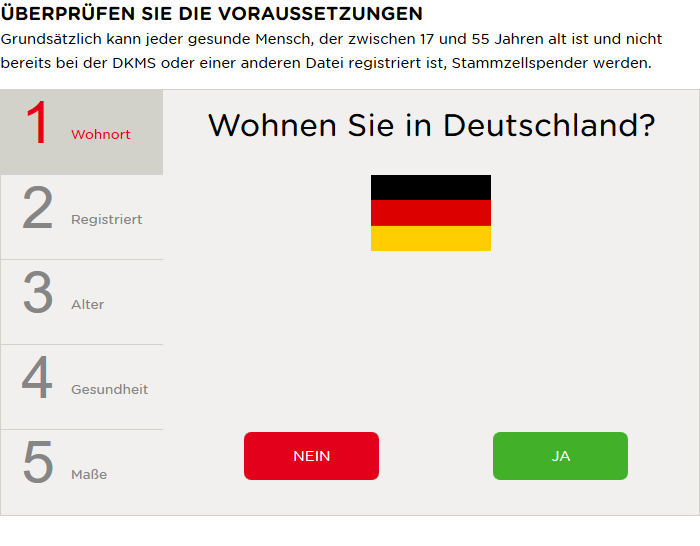 ÜBERPRÜFEN SIE DIE VORAUSSETZUNGEN
Grundsätzlich kann jeder gesunde Mensch, der zwischen 17 und 55 Jahren alt ist und nicht
bereits bei der DKMS oder einer anderen Datei registriert ist, Stammzellspender werden.
1 Wohnort
2 Registriert
3 Alter
4 Gesundheit
5 Maße
Wohnen Sie in Deutschland?
NEIN JA